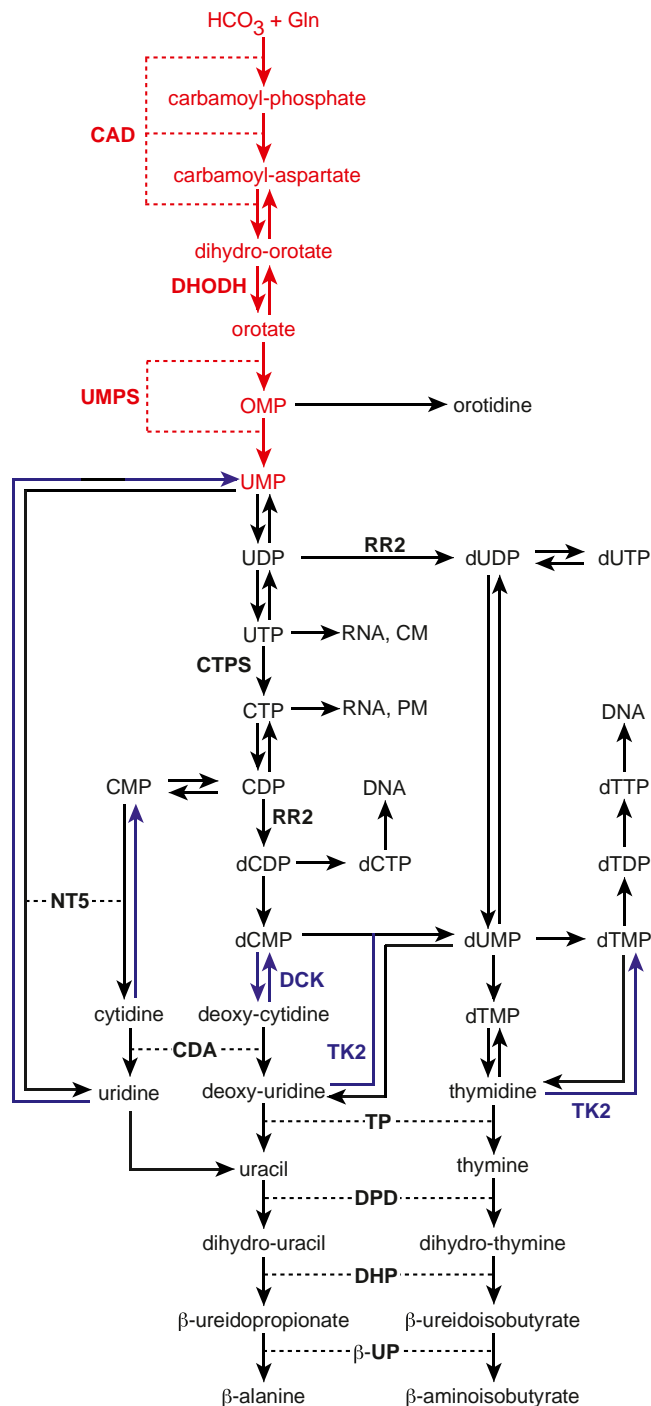 HCO3 + Gln
carbamoyl-phosphate
CAD
carbamoyl-aspartate
dihydro-orotate
DHODH
orotate
UMPS
OMP orotidine
UMP
UDP RR2 dUDP dUTP
UTP RNA, CM
CTPS
CTP RNA, PM DNA
CMP CDP DNA dTTP
RR2
dCDP dCTP dTDP
NT5
dCMP dUMP dTMP
DCK
cytidine deoxy-cytidine dTMP
CDA TK2
uridine deoxy-uridine thymidine
TK2
TP
uracil thymine
DPD
dihydro-uracil dihydro-thymine
DHP
β-ureidopropionate β-ureidoisobutyrate
β-UP
β-alanine β-aminoisobutyrate